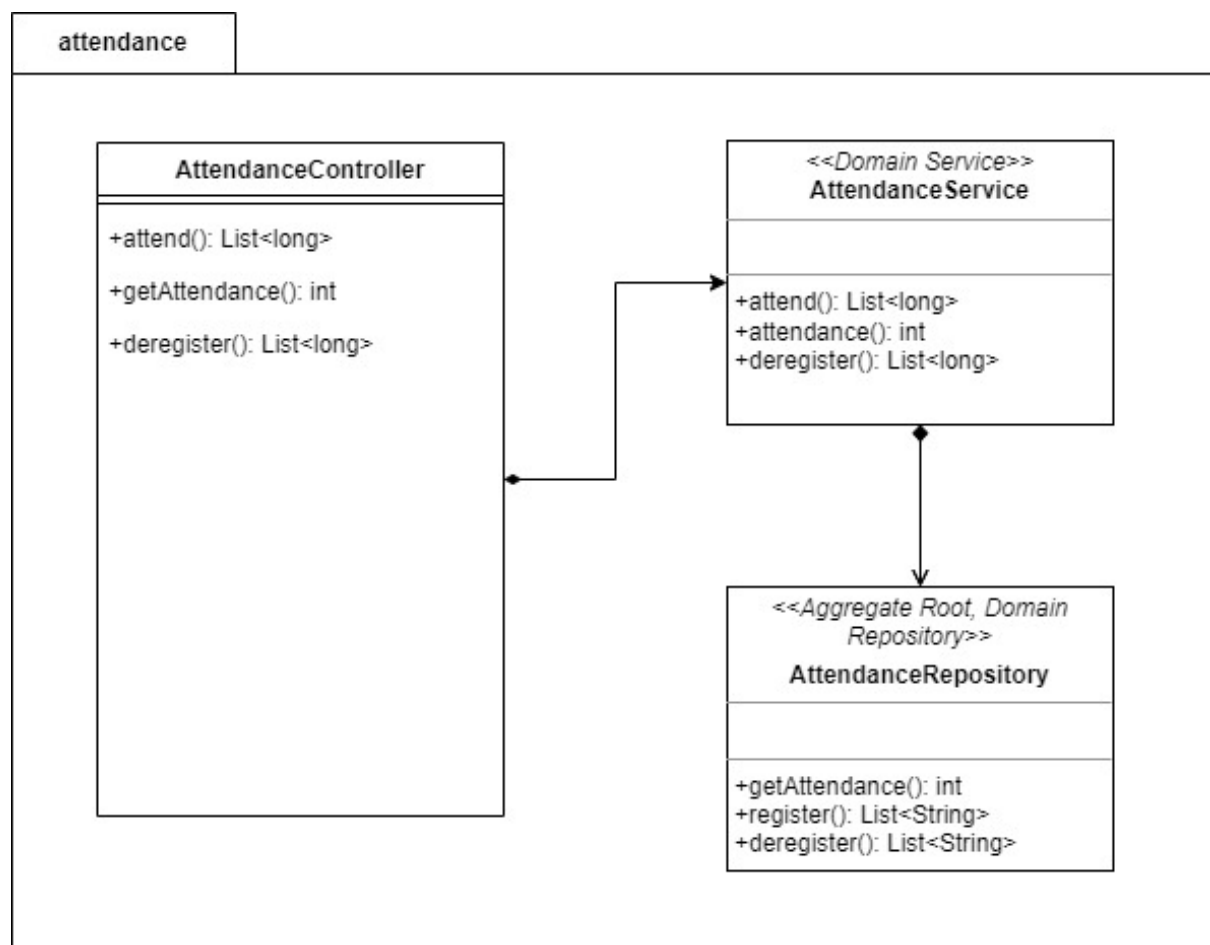 attendance
AttendanceController
+attend(): List<long>
+getAttendance(): int
+deregister(): List<long>
<<Domain Service>>
AttendanceService
+attend(): List<long>
+attendance(): int
+deregister(): List<long>
<<Aggregate Root, Domain
Repository>>
AttendanceRepository
+getAttendance(): int
+register(): List<String>
+deregister(): List<String>